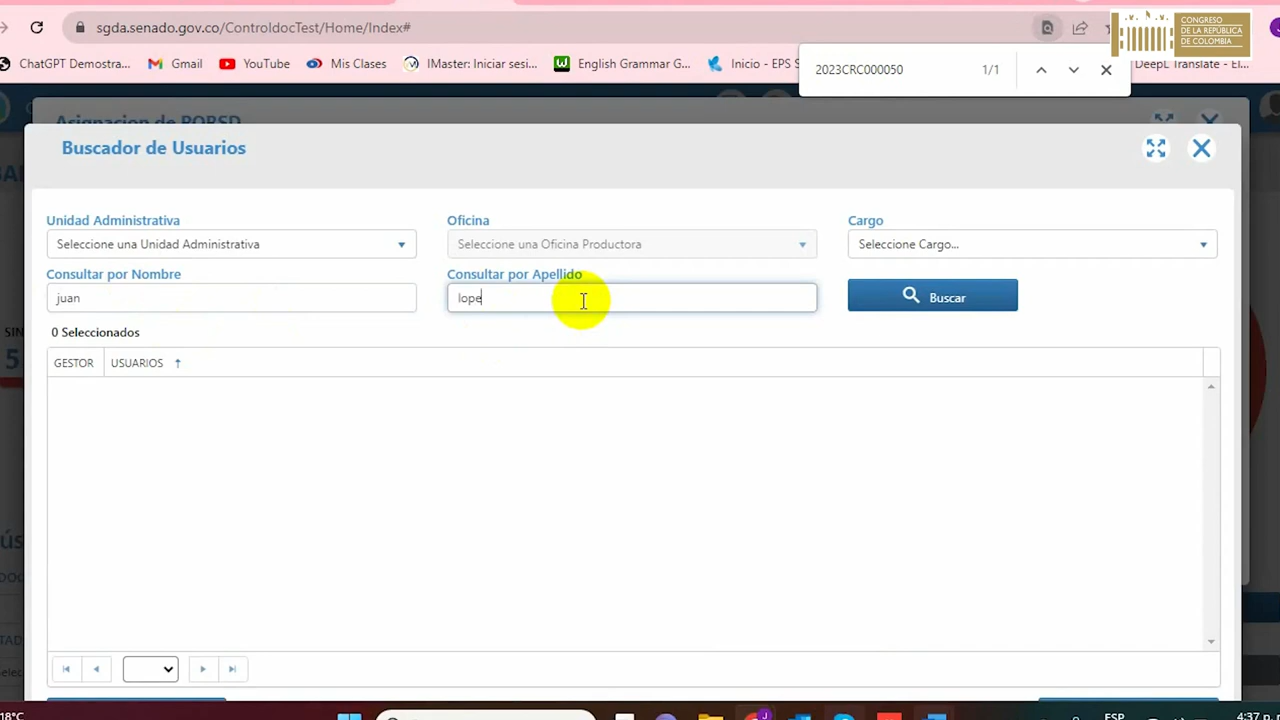 sgda.senado.gov.co/ControldocTest/Home/Index#
CONGRESO
DE LA REPÚBLICA
DE COLOMBIA
ChatGPT Demostra...
Gmail
YouTube
Mis Clases
IMaster: Iniciar sesi...
English Grammar G...
Inicio - EPS S
2023CRC000050
1/1
DeepL Translate - El...
Asignacion de PQRSD
Buscador de Usuarios
Unidad Administrativa
Oficina
Cargo
Seleccione una Unidad Administrativa
Seleccione una Oficina Productora
Seleccione Cargo...
Consultar por Nombre
Consultar por Apellido
juan
lope
Buscar
0 Seleccionados
GESTOR
USUARIOS
18°C
ESP
4:37 p.